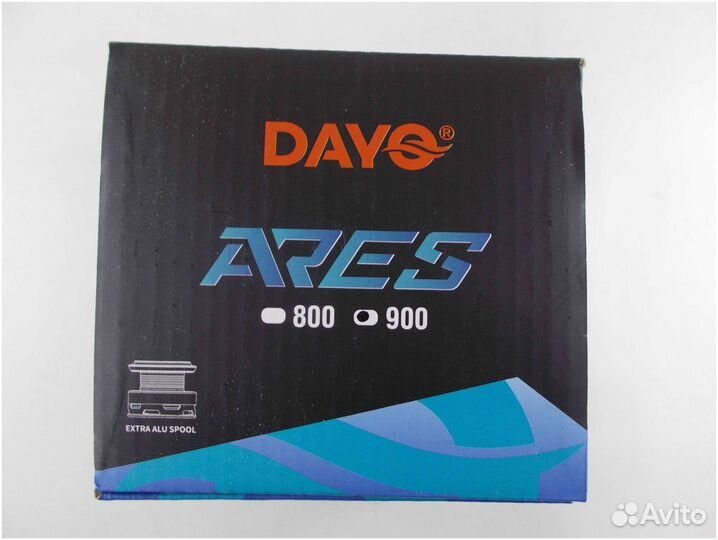 DAYO®
ARES
800 900
EXTRA ALU SPOOL
Avito